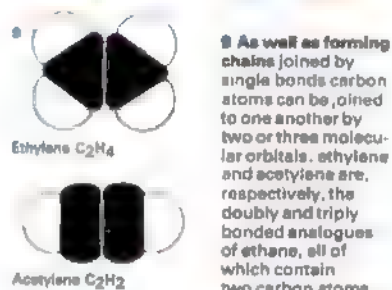 Ethylene C2H4
Acetylene C2H2
9 As well as forming
chains joined by
single bonds carbon
atoms can be joined
to one another by
two or three molecu-
lar orbitals. ethylene
and acetylene are,
respectively, the
doubly and triply
bonded analogues
of ethane, all of
which contain
two carbon atoms